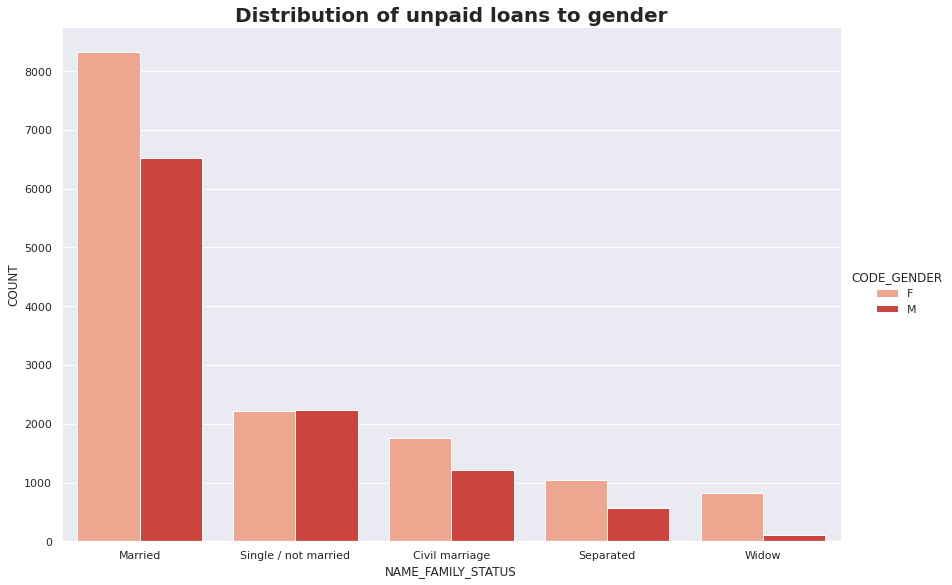 Distribution of unpaid loans to gender
8000
7000
6000
5000
4000
3000
2000
1000
0
COUNT
Married Single / not married Civil marriage Separated Widow
NAME_FAMILY_STATUS
CODE_GENDER
F
M